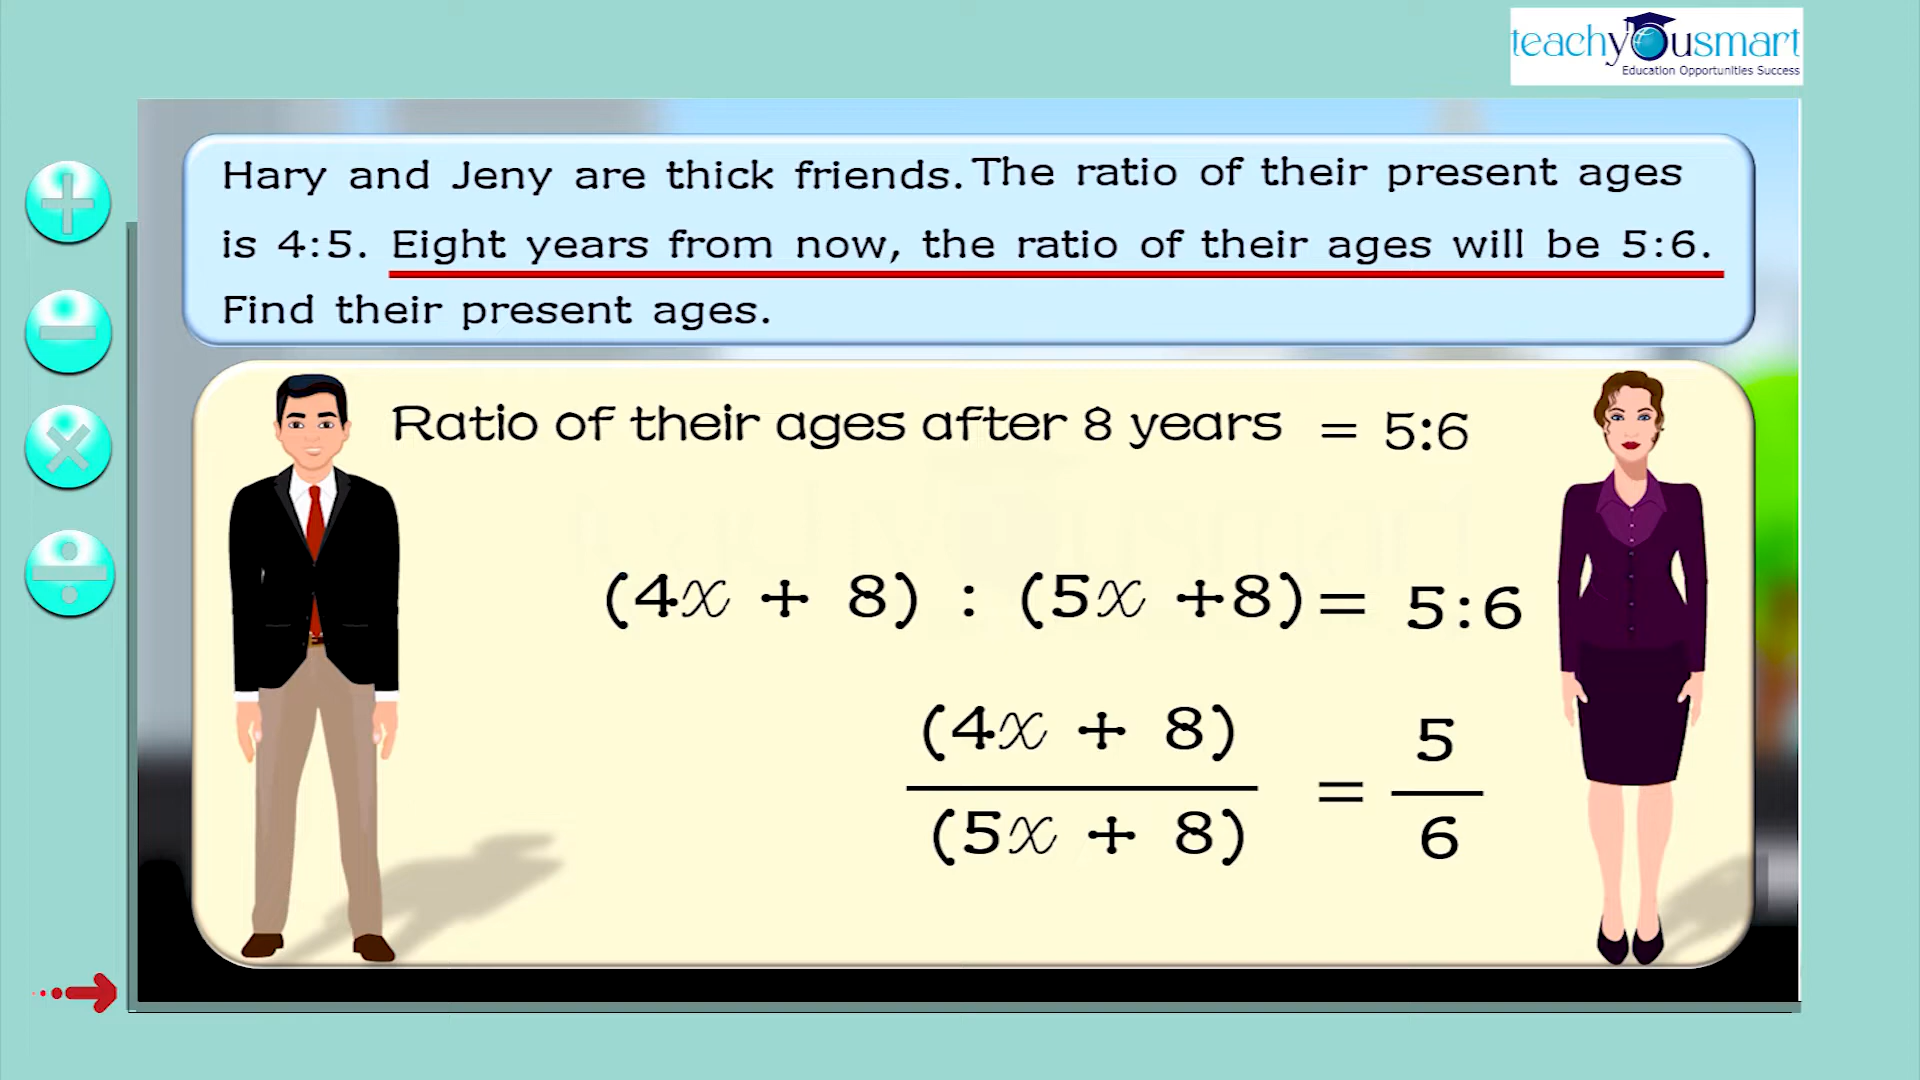 teachyousmart
Education Opportunities Success
Hary and Jeny are thick friends. The ratio of their present ages
is 4:5. Eight years from now, the ratio of their ages will be 5:6.
Find their present ages.
Ratio of their ages after 8 years = 5:6
(4x + 8) : (5x +8) = 5:6
(4x + 8)
(5x + 8)
=
5
6